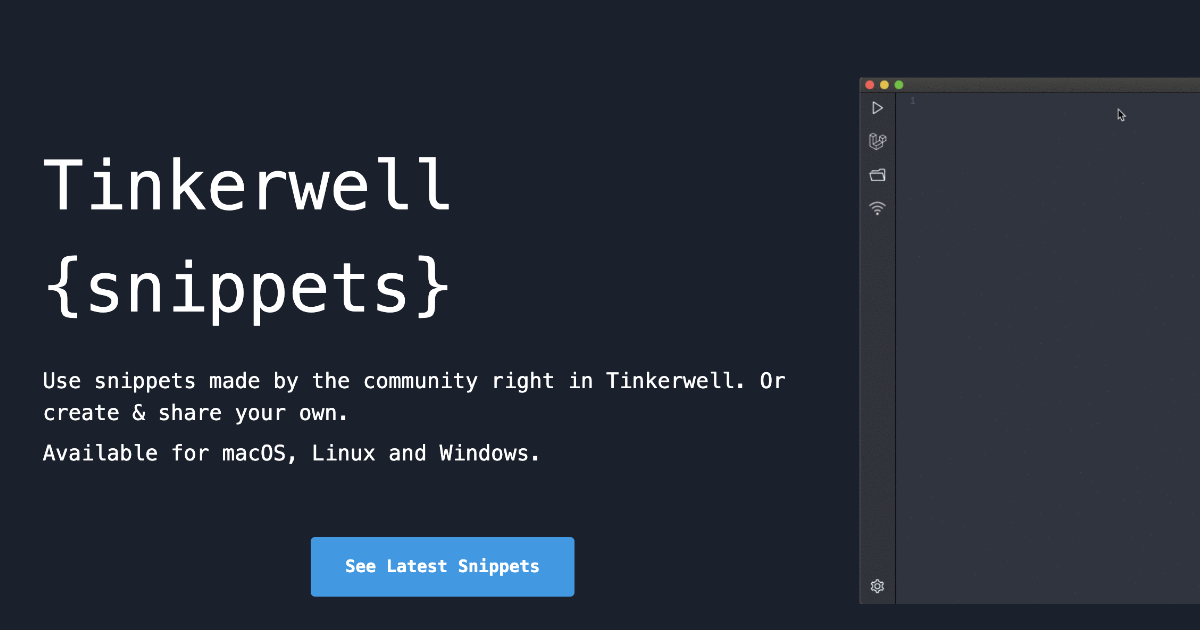 Tinkerwell
{snippets}
Use snippets made by the community right in Tinkerwell. Or
create & share your own.
Available for macOS, Linux and Windows.
See Latest Snippets
1